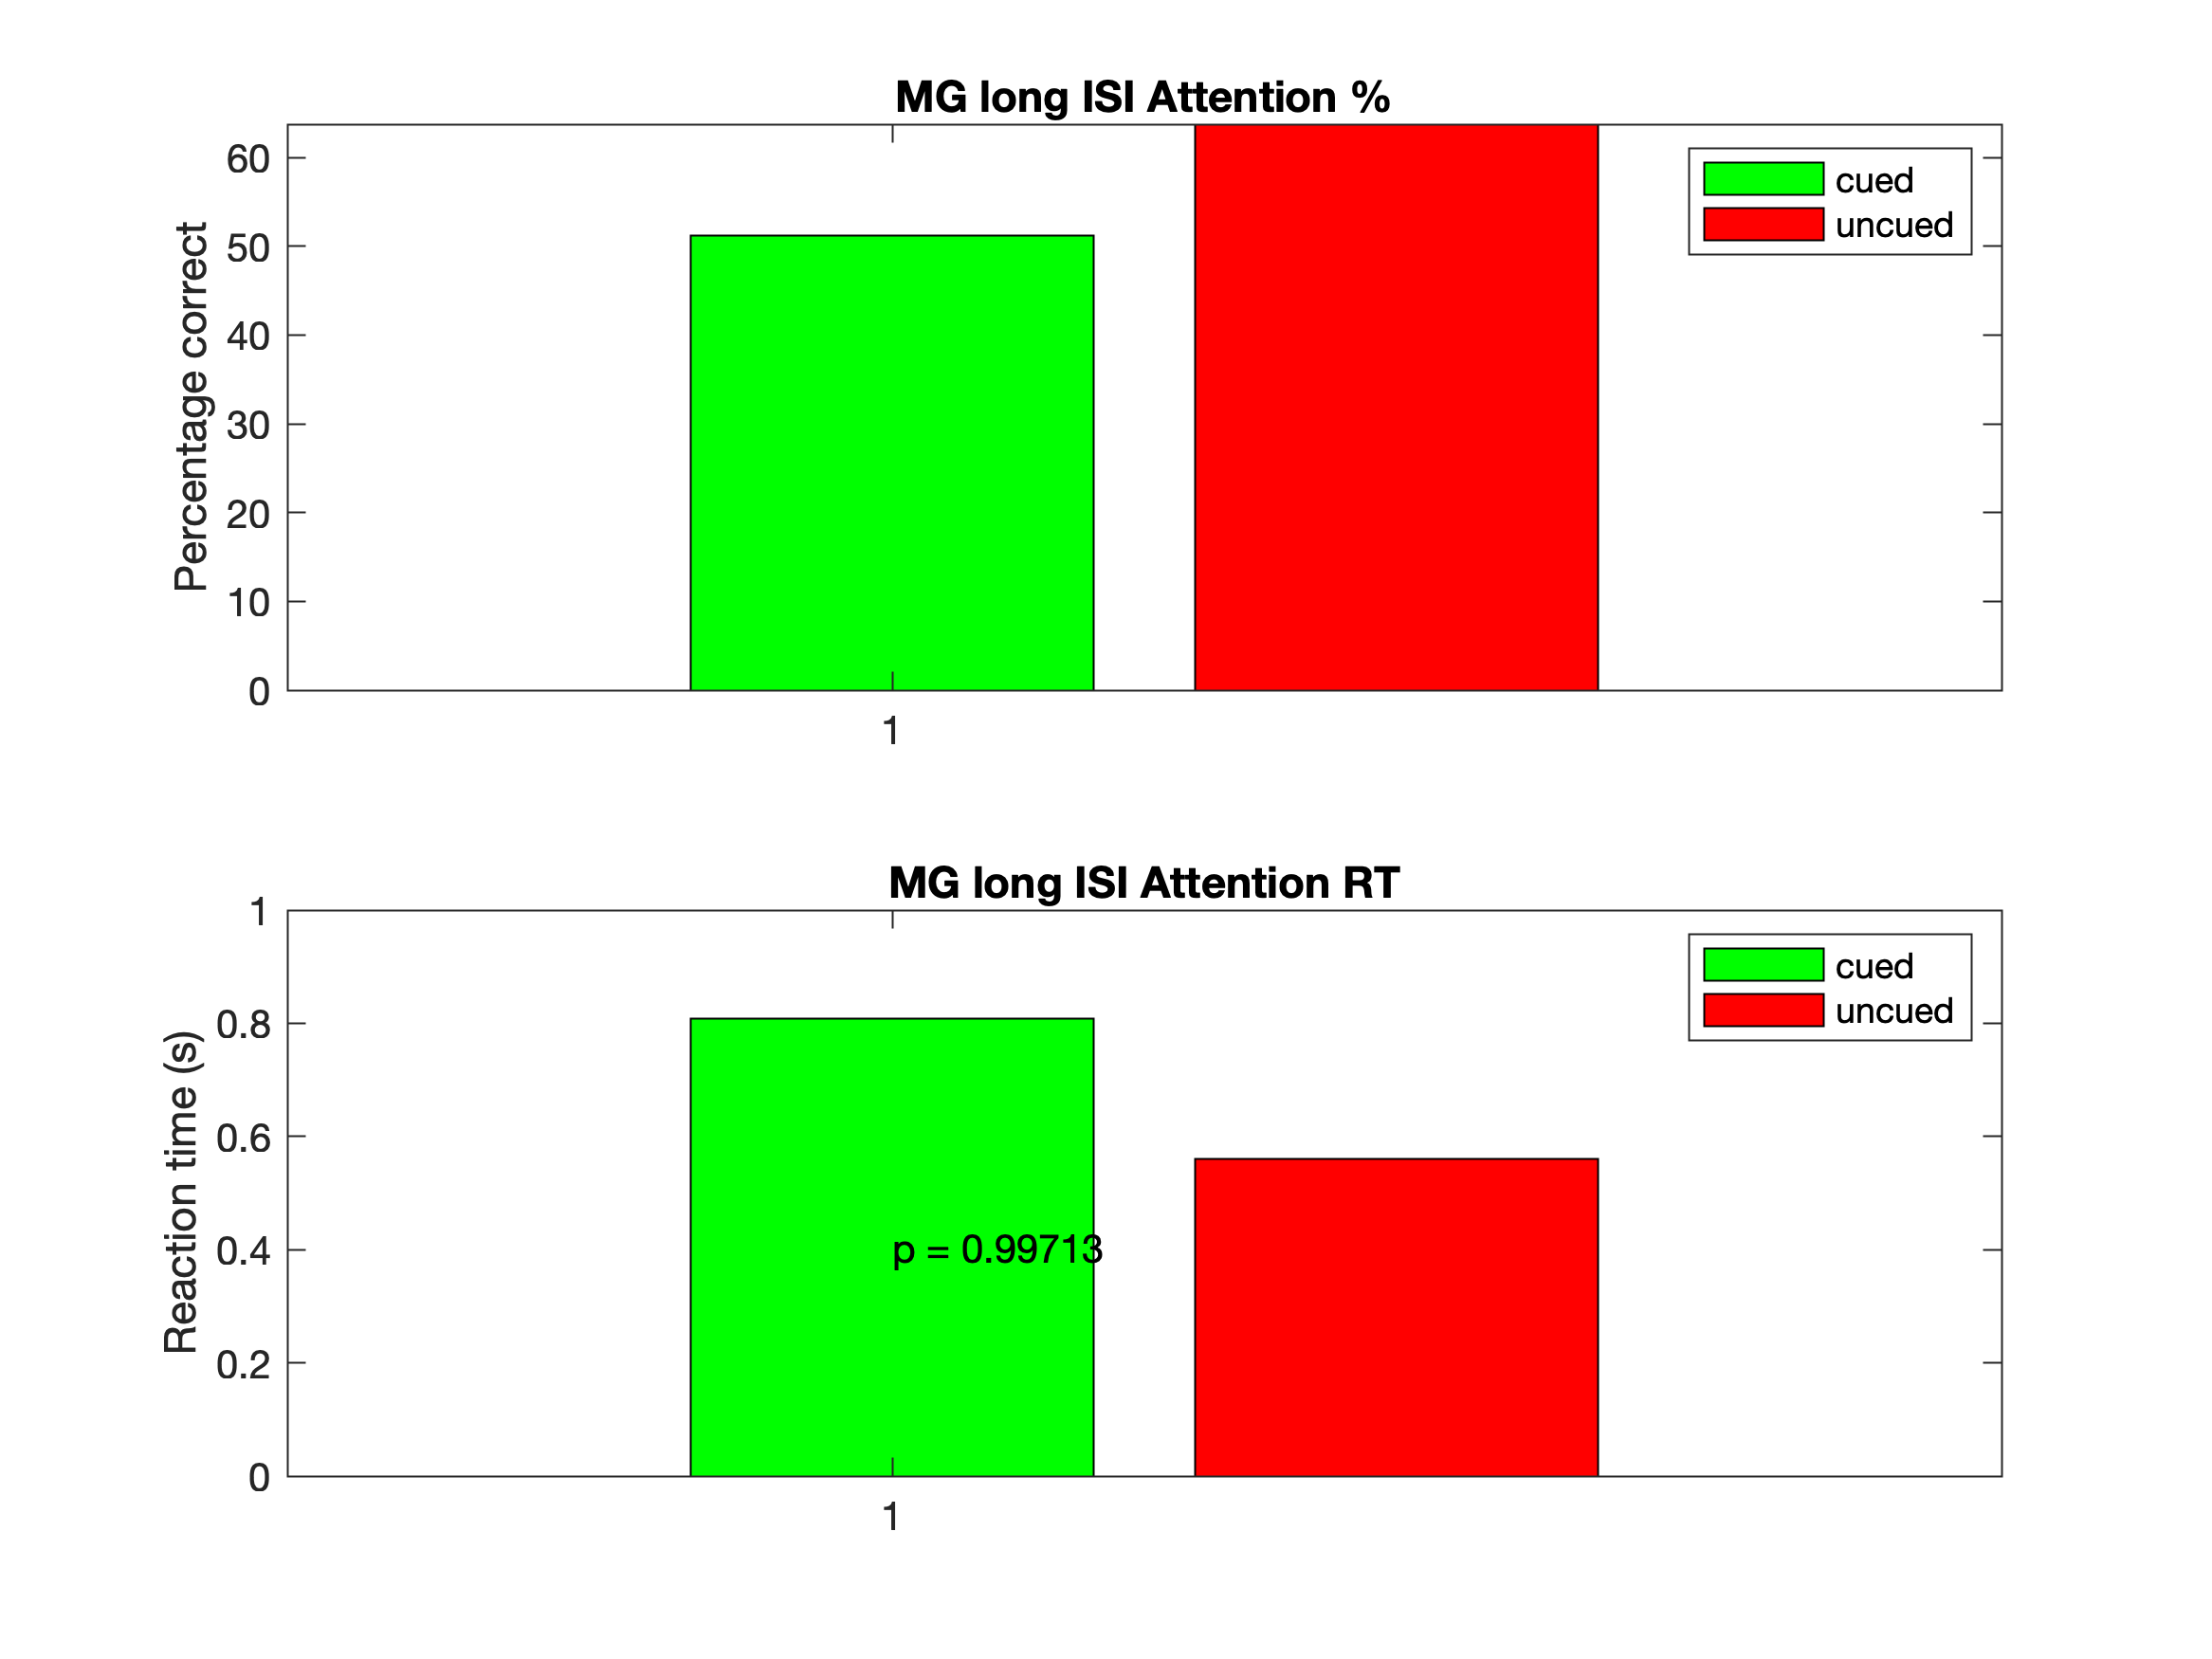 MG long ISI Attention %
60
50
40
30
20
10
0
Percentage correct
cued
uncued
1
MG long ISI Attention RT
1
0.8
0.6
0.4
0.2
0
Reaction time (s)
cued
uncued
p = 0.99713
1